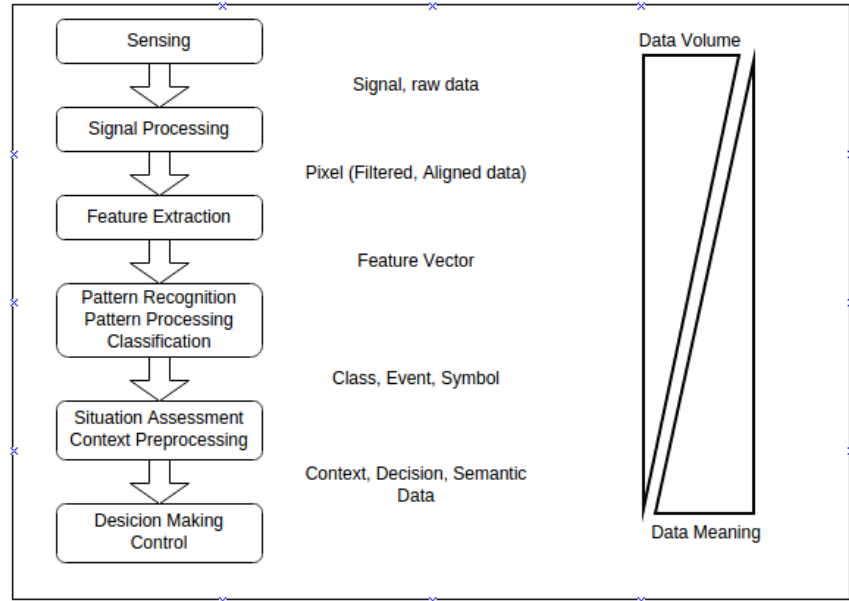 Sensing
Data Volume
Signal, raw data
Signal Processing
Pixel (Filtered, Aligned data)
Feature Extraction
Feature Vector
Pattern Recognition
Pattern Processing
Classification
Class, Event, Symbol
Situation Assessment
Context Preprocessing
Context, Decision, Semantic
Data
Desicion Making
Control
Data Meaning